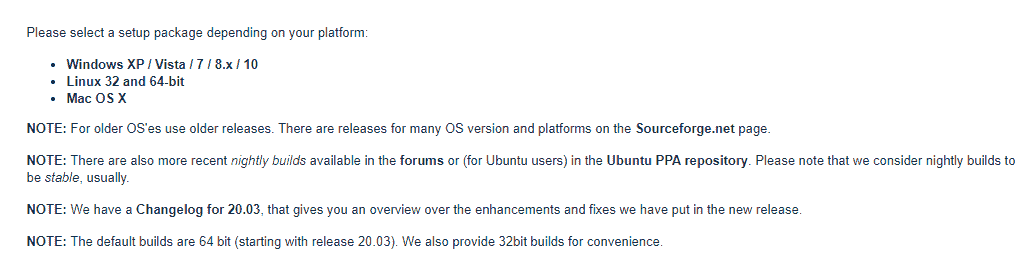 Please select a setup package depending on your platform:
• Windows XP / Vista / 7 / 8.x / 10
• Linux 32 and 64-bit
• Mac OS X
NOTE: For older OS'es use older releases. There are releases for many OS version and platforms on the Sourceforge.net page.
NOTE: There are also more recent nightly builds available in the forums or (for Ubuntu users) in the Ubuntu PPA repository. Please note that we consider nightly builds to
be stable, usually.
NOTE: We have a Changelog for 20.03, that gives you an overview over the enhancements and fixes we have put in the new release.
NOTE: The default builds are 64 bit (starting with release 20.03). We also provide 32bit builds for convenience.